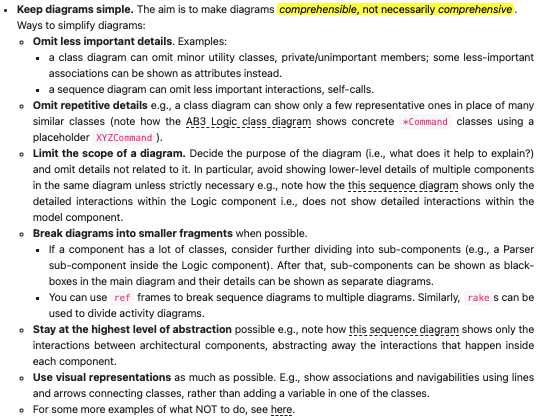 • Keep diagrams simple. The aim is to make diagrams comprehensible, not necessarily comprehensive.
Ways to simplify diagrams:
◦ Omit less important details. Examples:
▪ a class diagram can omit minor utility classes, private/unimportant members; some less-important
associations can be shown as attributes instead.
▪ a sequence diagram can omit less important interactions, self-calls.
◦ Omit repetitive details e.g., a class diagram can show only a few representative ones in place of many
similar classes (note how the AB3 Logic class diagram shows concrete *Command classes using a
placeholder XYZCommand ).
◦ Limit the scope of a diagram. Decide the purpose of the diagram (i.e., what does it help to explain?)
and omit details not related to it. In particular, avoid showing lower-level details of multiple components
in the same diagram unless strictly necessary e.g., note how the this sequence diagram shows only the
detailed interactions within the Logic component i.e., does not show detailed interactions within the
model component.
◦ Break diagrams into smaller fragments when possible.
▪ If a component has a lot of classes, consider further dividing into sub-components (e.g., a Parser
sub-component inside the Logic component). After that, sub-components can be shown as black-
boxes in the main diagram and their details can be shown as separate diagrams.
▪ You can use ref frames to break sequence diagrams to multiple diagrams. Similarly, rake s can be
used to divide activity diagrams.
◦ Stay at the highest level of abstraction possible e.g., note how this sequence diagram shows only the
interactions between architectural components, abstracting away the interactions that happen inside
each component.
◦ Use visual representations as much as possible. E.g., show associations and navigabilities using lines
and arrows connecting classes, rather than adding a variable in one of the classes.
◦ For some more examples of what NOT to do, see here.